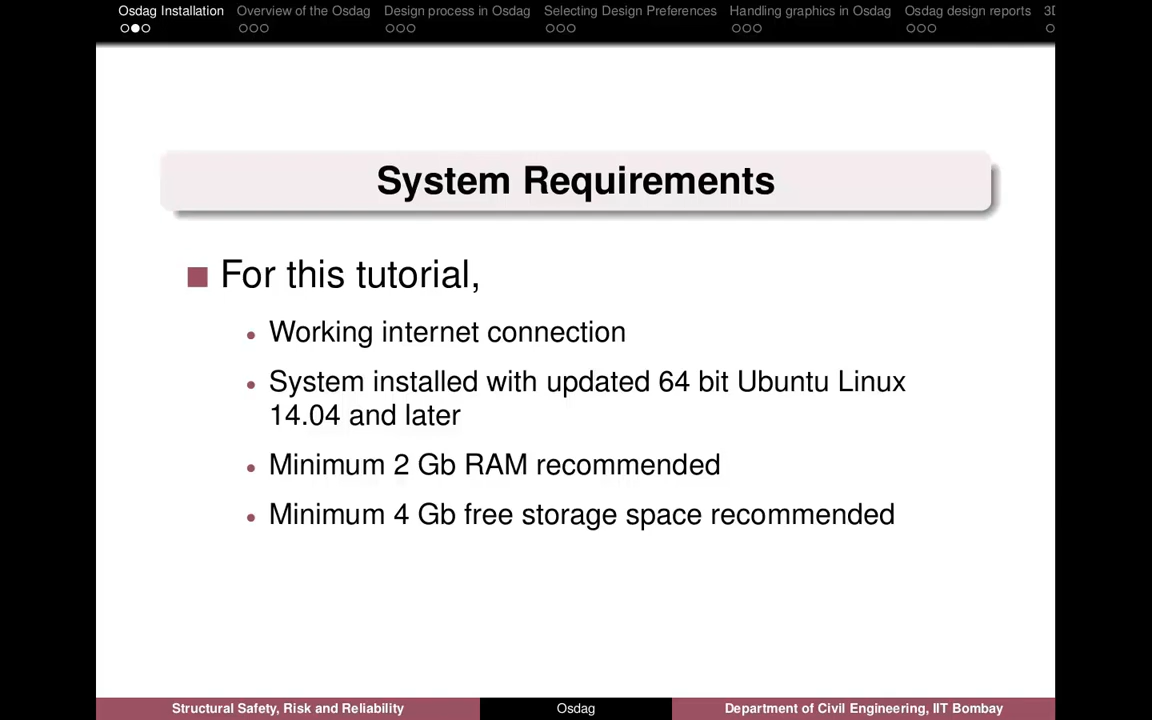 Osdag Installation Overview of the Osdag Design process in Osdag Selecting Design Preferences Handling graphics in Osdag Osdag design reports 3D
System Requirements
For this tutorial,
• Working internet connection
• System installed with updated 64 bit Ubuntu Linux
14.04 and later
• Minimum 2 Gb RAM recommended
• Minimum 4 Gb free storage space recommended
Structural Safety, Risk and Reliability Osdag Department of Civil Engineering, IIT Bombay